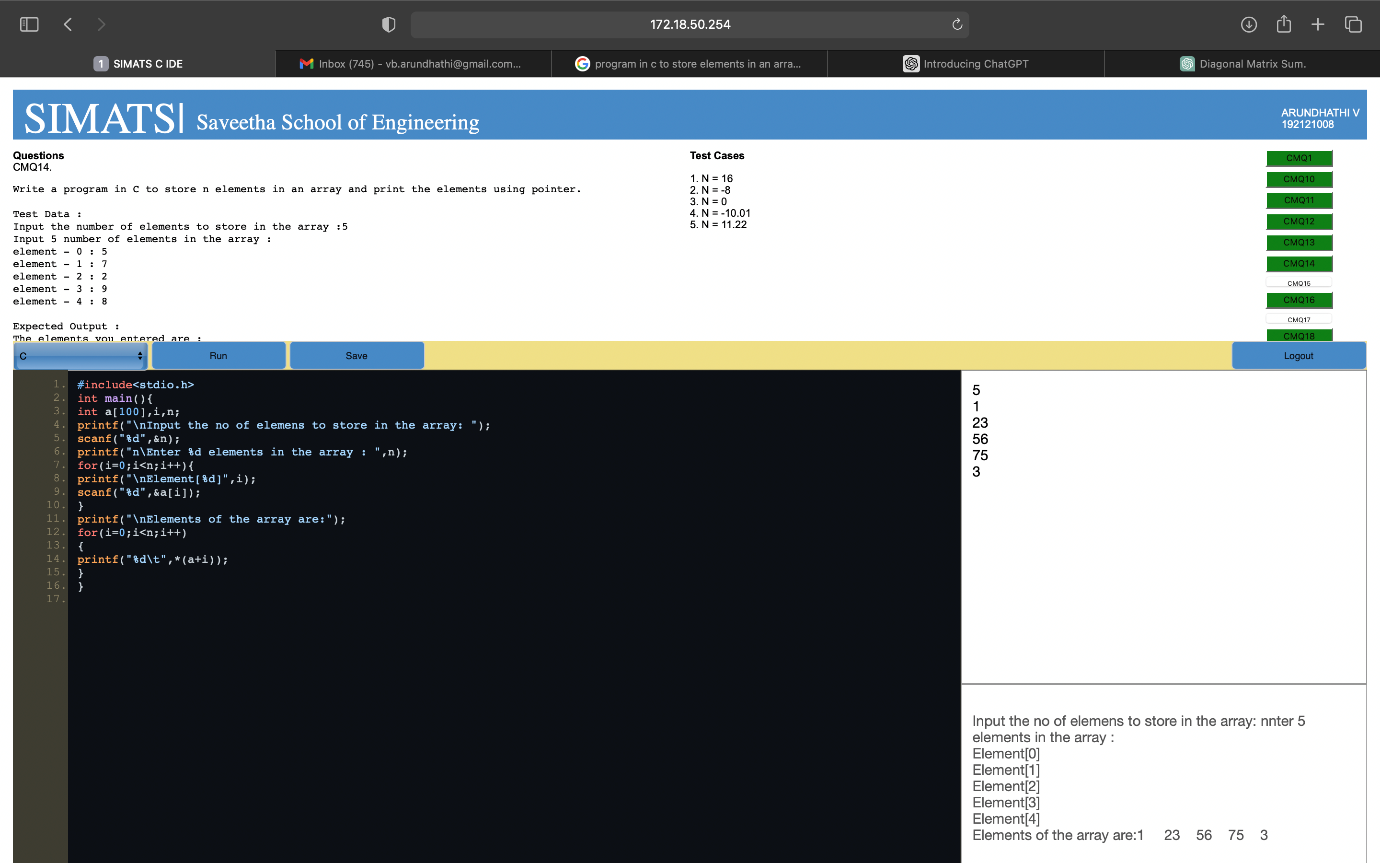 172.18.50.254
1 SIMATS C IDE
Inbox (745) - vb.arundhathi@gmail.com...
program in c to store elements in an arra...
Introducing ChatGPT
Diagonal Matrix Sum.
SIMATS| Saveetha School of Engineering
ARUNDHATHI V
192121008
Questions
CMQ14.
Write a program in C to store n elements in an array and print the elements using pointer.
Test Data :
Input the number of elements to store in the array :5
Input 5 number of elements in the array :
element - 0 : 5
element - 1 : 7
element - 2 : 2
element - 3 : 9
element - 4 : 8
Expected Output :
The elements you entered are :
Test Cases
1. N = 16
2. N = -8
3. N = 0
4. N = -10.01
5. N = 11.22
CMQ1
CMQ10
CMQ11
CMQ12
CMQ13
CMQ14
CMQ15
CMQ16
CMQ17
CMQ18
C
Run
Save
Logout
1. #include<stdio.h>
2. int main(){
3. int a[100],i,n;
4. printf("\nInput the no of elemens to store in the array: ");
5. scanf("%d",&n);
6. printf("n\Enter %d elements in the array : ",n);
7. for(i=0;i<n;i++){
8. printf("\nElement[%d]",i);
9. scanf("%d",&a[i]);
10. }
11. printf("\nElements of the array are:");
12. for(i=0;i<n;i++)
13. {
14. printf("%d\t",*(a+i));
15. }
16. }
17.
5
1
23
56
75
3
Input the no of elemens to store in the array: nnter 5
elements in the array :
Element[0]
Element[1]
Element[2]
Element[3]
Element[4]
Elements of the array are:1 23 56 75 3